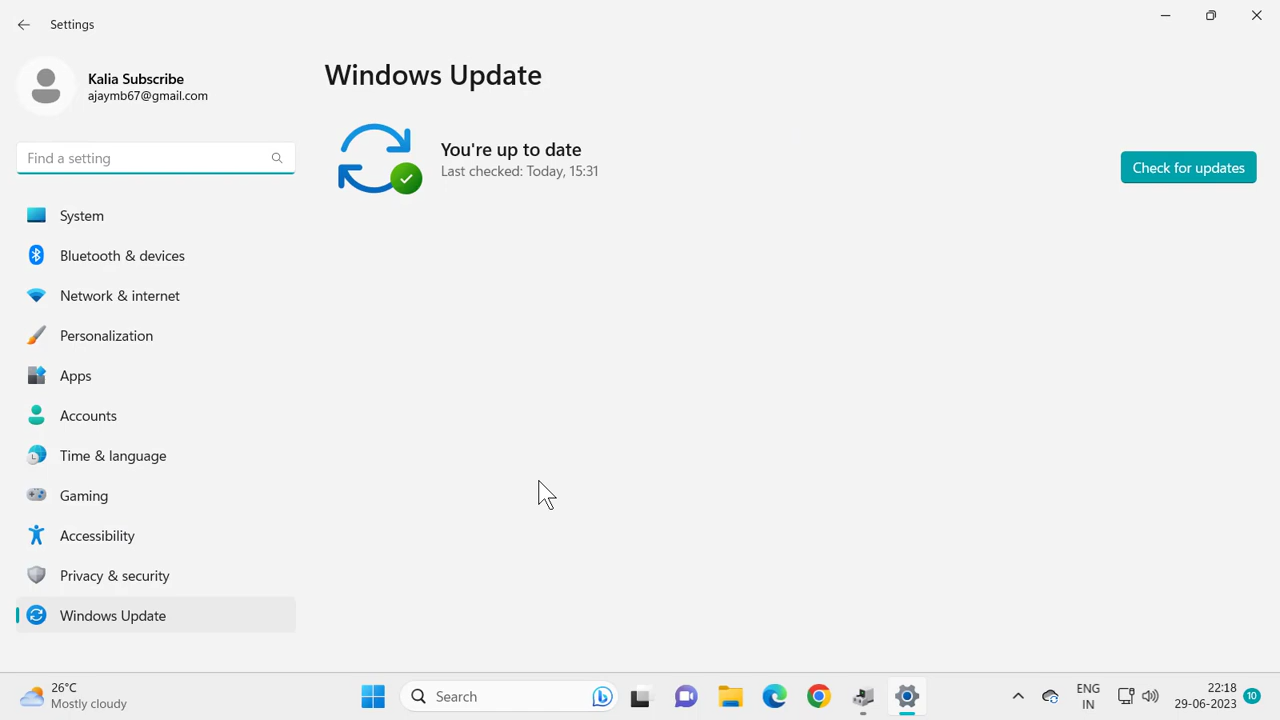 Settings
Kalia Subscribe
ajaymb67@gmail.com
Find a setting
System
Bluetooth & devices
Network & internet
Personalization
Apps
Accounts
Time & language
Gaming
Accessibility
Privacy & security
Windows Update
Windows Update
You're up to date
Last checked: Today, 15:31
Check for updates
26°C
Mostly cloudy
Search
ENG
IN
22:18
29-06-2023
10